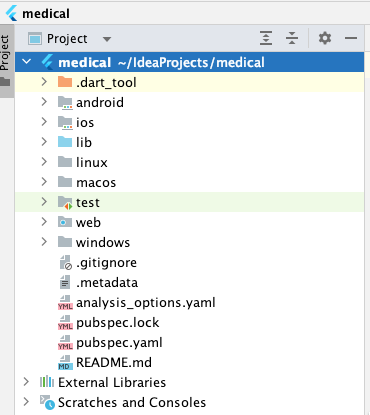 medical
Project
Project
medical ~/IdeaProjects/medical
.dart_tool
android
ios
lib
linux
macos
test
web
windows
.gitignore
.metadata
YML analysis_options.yaml
YML pubspec.lock
YML pubspec.yaml
MD README.md
External Libraries
Scratches and Consoles